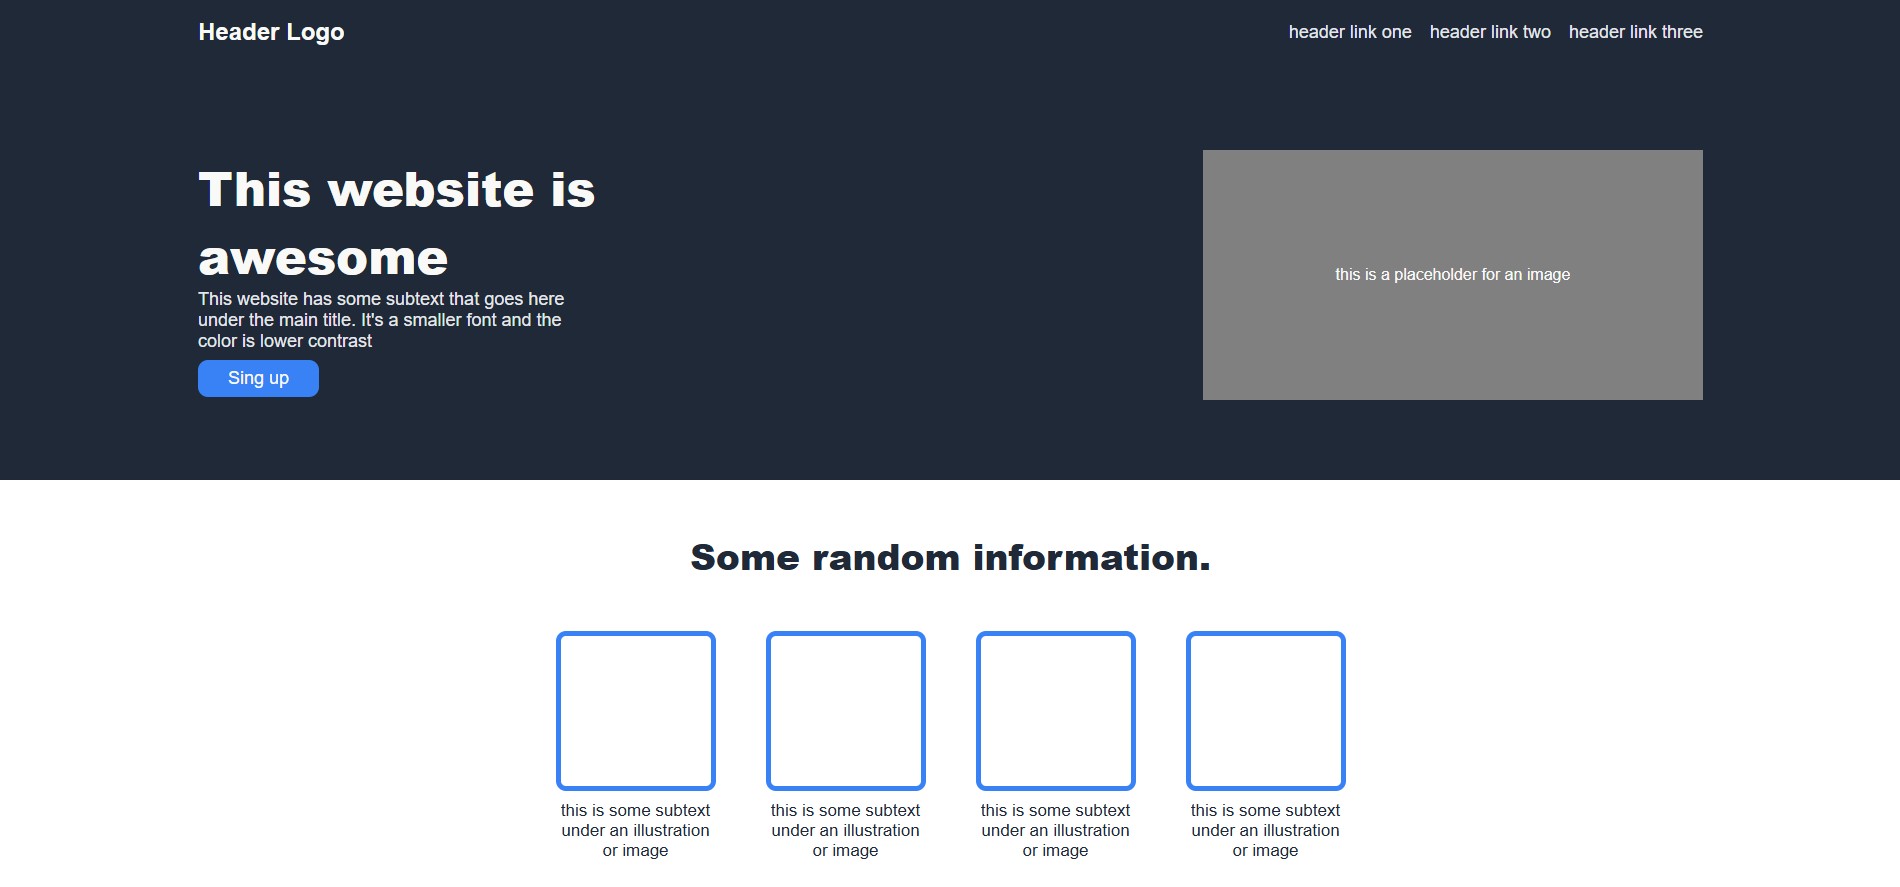 Header Logo
header link one header link two header link three
This website is
awesome
This website has some subtext that goes here
under the main title. It's a smaller font and the
color is lower contrast
Sing up
this is a placeholder for an image
Some random information.
this is some subtext
under an illustration
or image
this is some subtext
under an illustration
or image
this is some subtext
under an illustration
or image
this is some subtext
under an illustration
or image